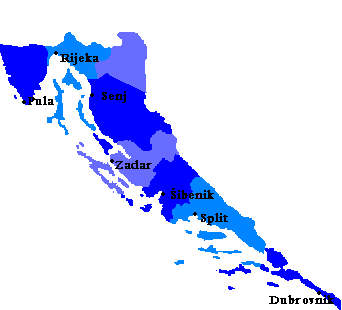 Rijeka
Pula
Senj
Zadar
Šibenik
Split
Dubrovnik